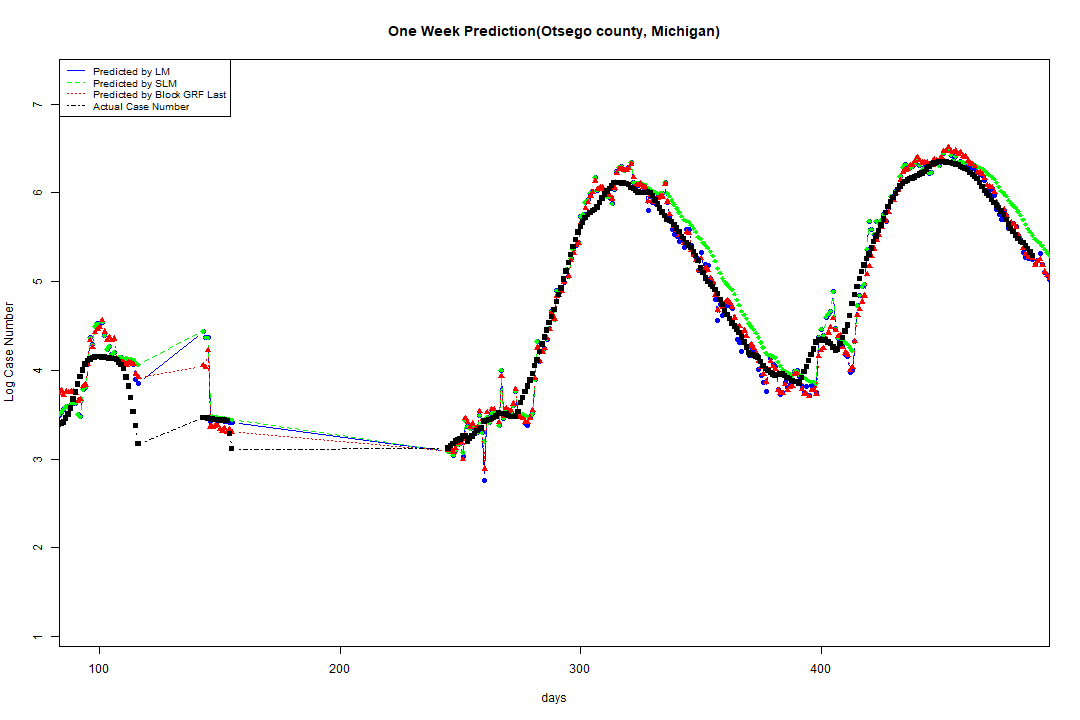 One Week Prediction(Otsego county, Michigan)
Predicted by LM
Predicted by SLM
Predicted by Block GRF Last
Actual Case Number
7
6
5
4
3
2
1
Log Case Number
100 200 300 400
days